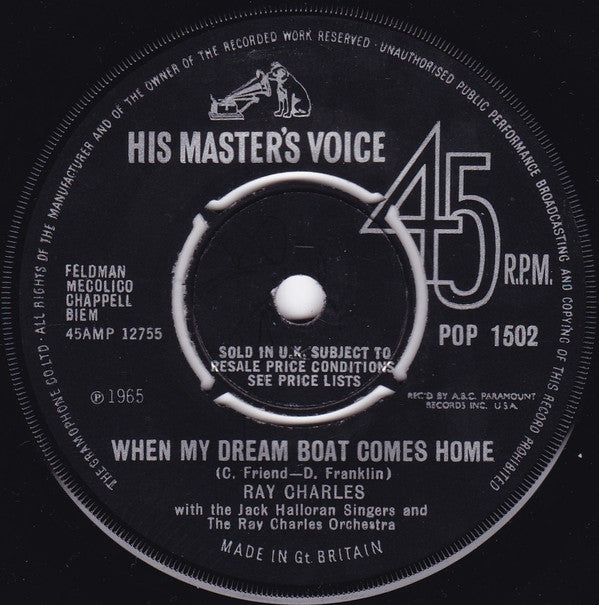 THE GRAMOPHONE CO. LTD · ALL RIGHTS OF THE MANUFACTURER AND OF THE OWNER OF THE RECORDED WORK RESERVED · UNAUTHORISED PUBLIC PERFORMANCE BROADCASTING AND COPYING OF THIS RECORD PROHIBITED
HIS MASTER'S VOICE
45
R.P.M.
FELDMAN
MECOLICO
CHAPPELL
BIEM
45AMP 12755
POP 1502
SOLD IN U.K. SUBJECT TO
RESALE PRICE CONDITIONS
SEE PRICE LISTS
℗ 1965
REC'D BY A.B.C. PARAMOUNT
RECORDS INC. U.S.A.
WHEN MY DREAM BOAT COMES HOME
(C. Friend—D. Franklin)
RAY CHARLES
with the Jack Halloran Singers and
The Ray Charles Orchestra
MADE IN Gt. BRITAIN